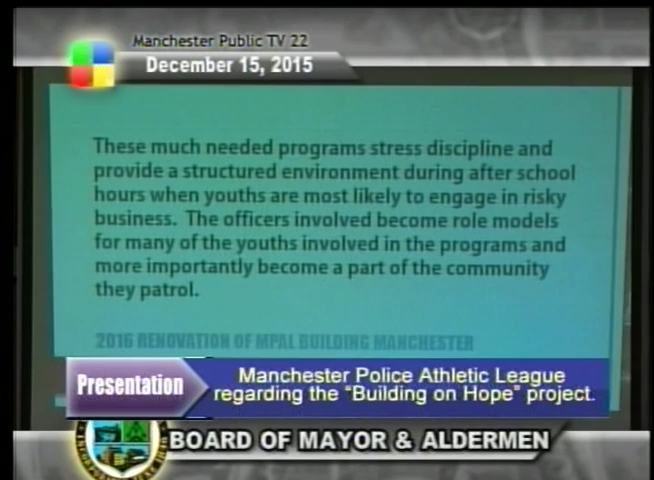 Manchester Public TV 22
December 15, 2015
These much needed programs stress discipline and
provide a structured environment during after school
hours when youths are most likely to engage in risky
business. The officers involved become role models
for many of the youths involved in the programs and
more importantly become a part of the community
they patrol.
2016 RENOVATION OF MPAL BUILDING MANCHESTER
Presentation
Manchester Police Athletic League
regarding the "Building on Hope" project.
BOARD OF MAYOR & ALDERMEN